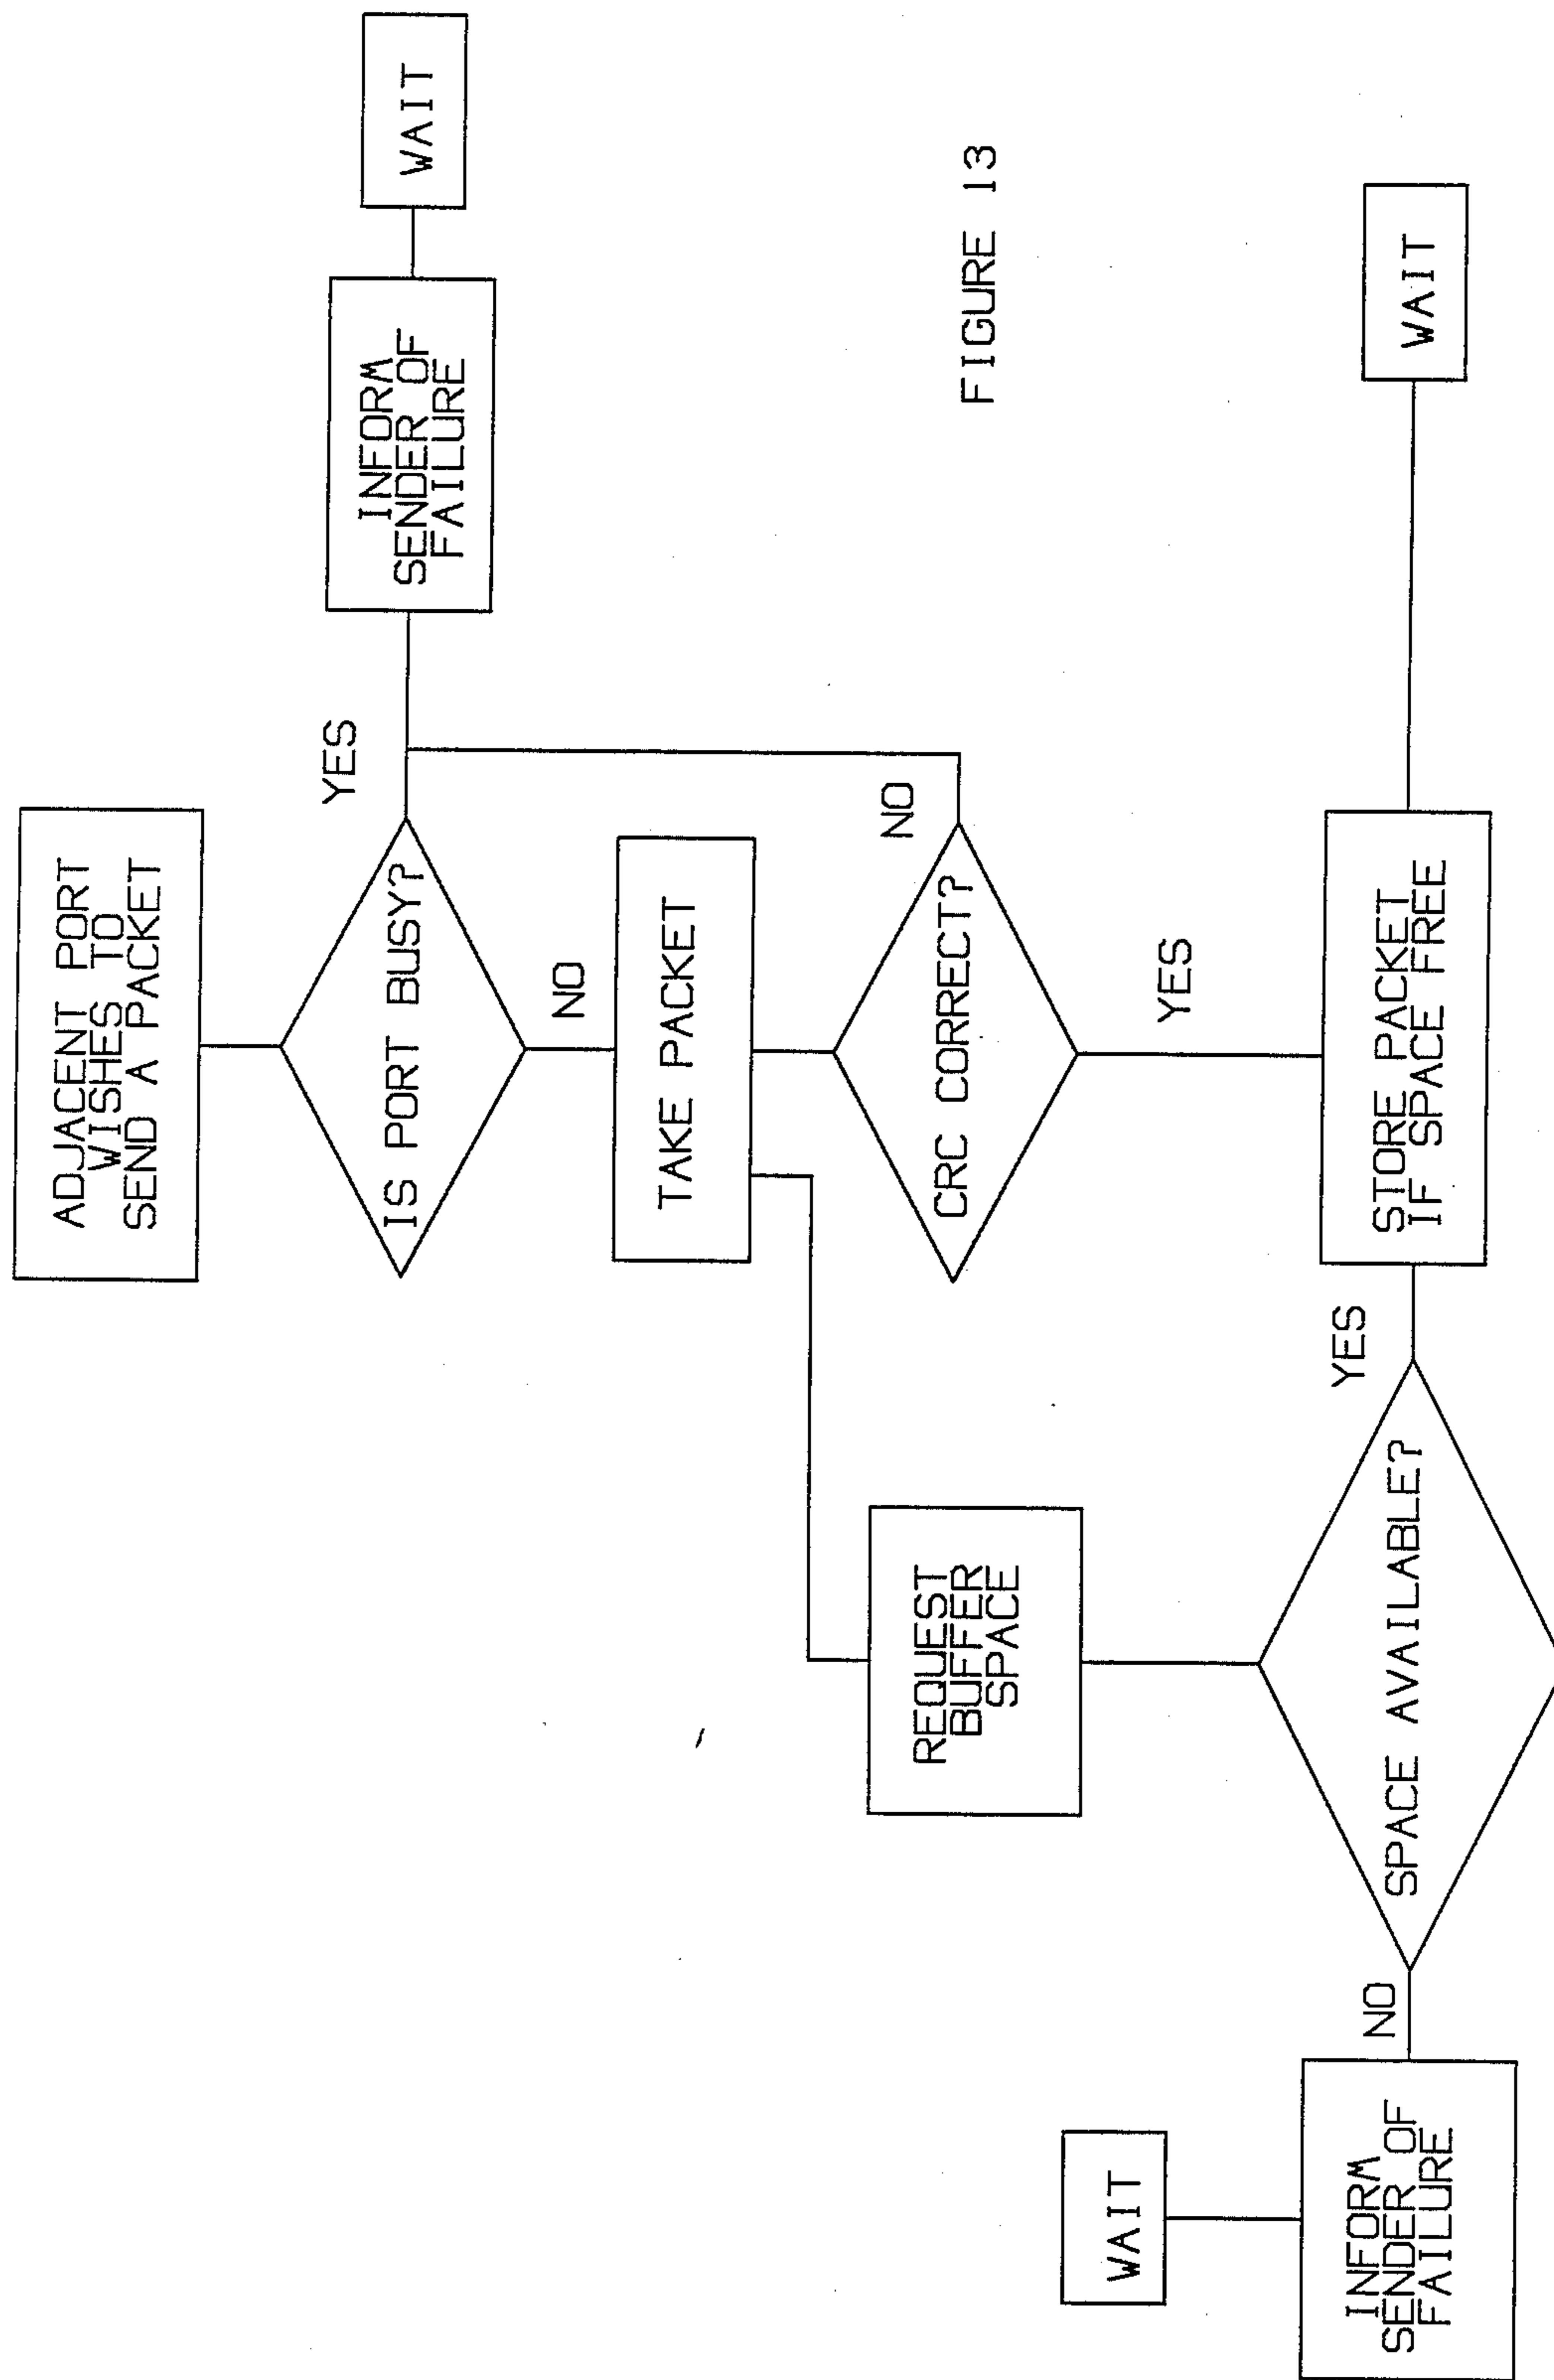 ADJACENT PORT
WISHES TO
SEND A PACKET
IS PORT BUSY?
YES
INFORM
SENDER OF
FAILURE
WAIT
NO
TAKE PACKET
CRC CORRECT?
NO
YES
REQUEST
BUFFER
SPACE
SPACE AVAILABLE?
YES
STORE PACKET
IF SPACE FREE
WAIT
NO
INFORM
SENDER OF
FAILURE
WAIT
FIGURE 13